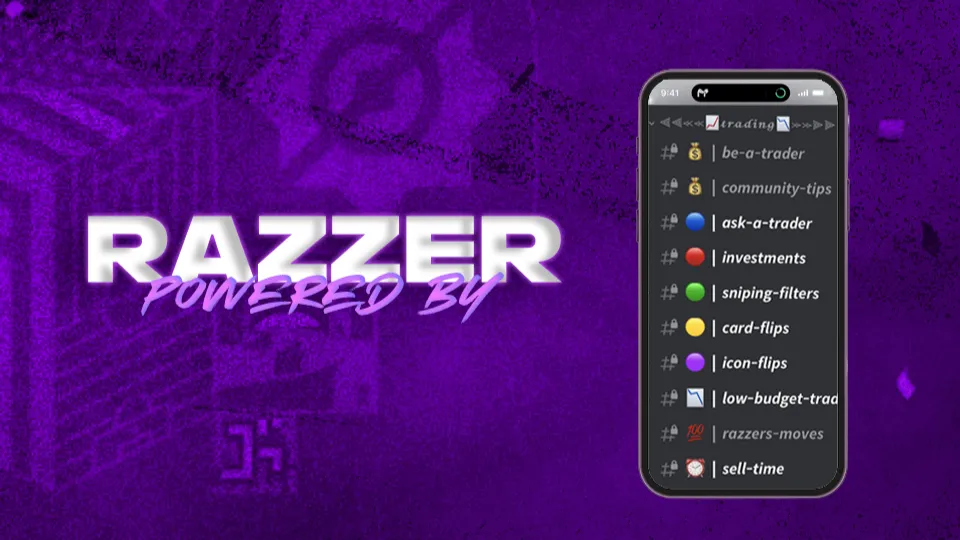 RAZZER
POWERED BY
9:41
trading
# | be-a-trader
# | community-tips
# | ask-a-trader
# | investments
# | sniping-filters
# | card-flips
# | icon-flips
# | low-budget-trad
# 💯 | razzers-moves
# | sell-time